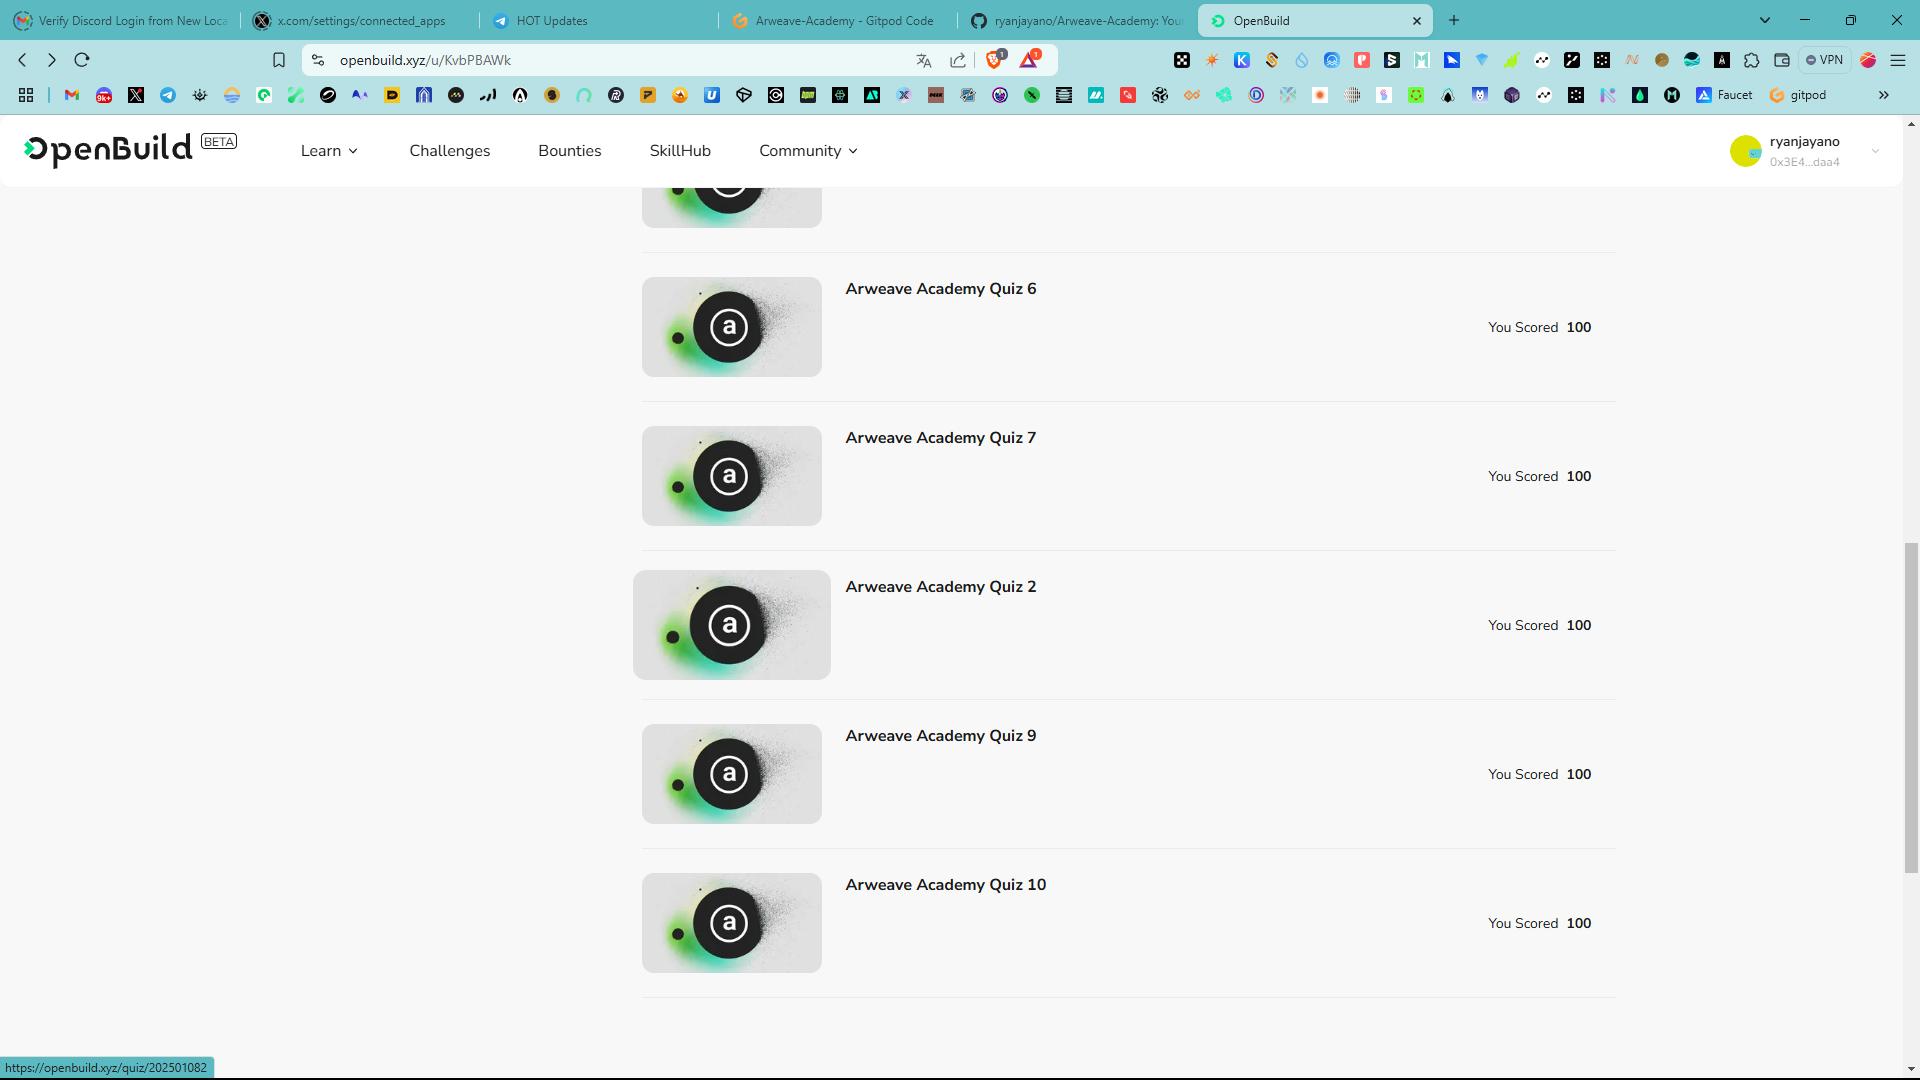 Verify Discord Login from New Loca
x.com/settings/connected_apps
HOT Updates
Arweave-Academy - Gitpod Code
ryanjayano/Arweave-Academy: You
OpenBuild
openbuild.xyz/u/KvbPBAWk
1
1
VPN
9k+
Faucet
gitpod
OpenBuild BETA
Learn
Challenges
Bounties
SkillHub
Community
ryanjayano
0x3E4...daa4
Arweave Academy Quiz 6
You Scored 100
Arweave Academy Quiz 7
You Scored 100
Arweave Academy Quiz 2
You Scored 100
Arweave Academy Quiz 9
You Scored 100
Arweave Academy Quiz 10
You Scored 100
https://openbuild.xyz/quiz/202501082